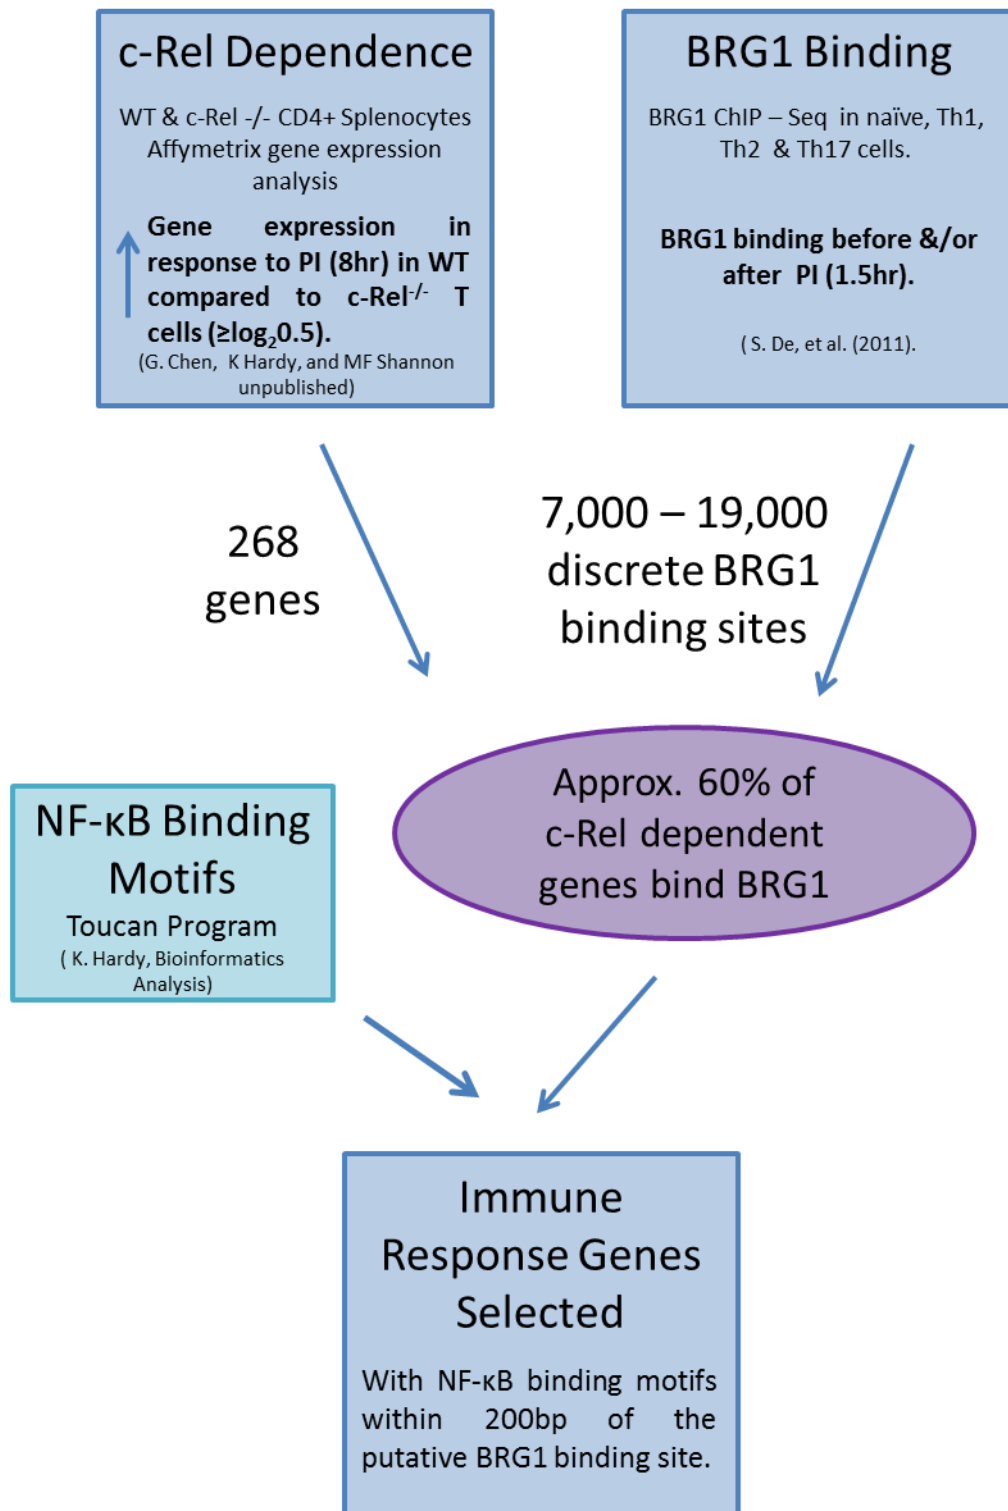 c-Rel Dependence
WT & c-Rel -/- CD4+ Splenocytes
Affymetrix gene expression
analysis
Gene expression in
response to PI (8hr) in WT
compared to c-Rel-/- T
cells (≥log20.5).
(G. Chen, K Hardy, and MF Shannon
unpublished)
BRG1 Binding
BRG1 ChIP – Seq in naïve, Th1,
Th2 & Th17 cells.
BRG1 binding before &/or
after PI (1.5hr).
( S. De, et al. (2011).
268
genes
7,000 – 19,000
discrete BRG1
binding sites
NF-κB Binding
Motifs
Toucan Program
( K. Hardy, Bioinformatics
Analysis)
Approx. 60% of
c-Rel dependent
genes bind BRG1
Immune
Response Genes
Selected
With NF-κB binding motifs
within 200bp of the
putative BRG1 binding site.